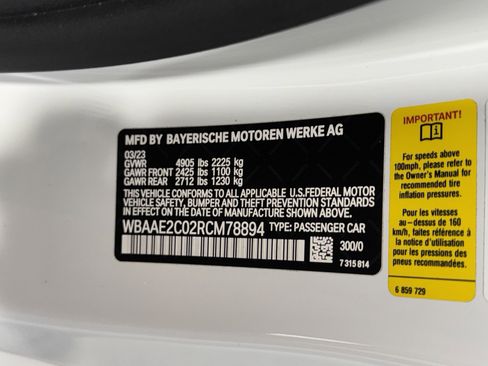 MFD BY BAYERISCHE MOTOREN WERKE AG
03/23
GVWR 4905 lbs 2225 kg
GAWR FRONT 2425 lbs 1100 kg
GAWR REAR 2712 lbs 1230 kg
THIS VEHICLE CONFORMS TO ALL APPLICABLE U.S.FEDERAL MOTOR
VEHICLE SAFETY, BUMPER AND THEFT PREVENTION STANDARDS
IN EFFECT ON THE DATE OF MANUFACTURE SHOWN ABOVE.
WBAAE2C02RCM78894 TYPE: PASSENGER CAR
300/0
7 315 814
IMPORTANT!
For speeds above
100mph, please refer to
the Owner's Manual for
recommended tire
inflation pressures.
Pour les vitesses
au-dessus de 160
km/h, faites référence à
la notice d'utilisation
pour les pressions des
pneus recommandées.
6 859 729